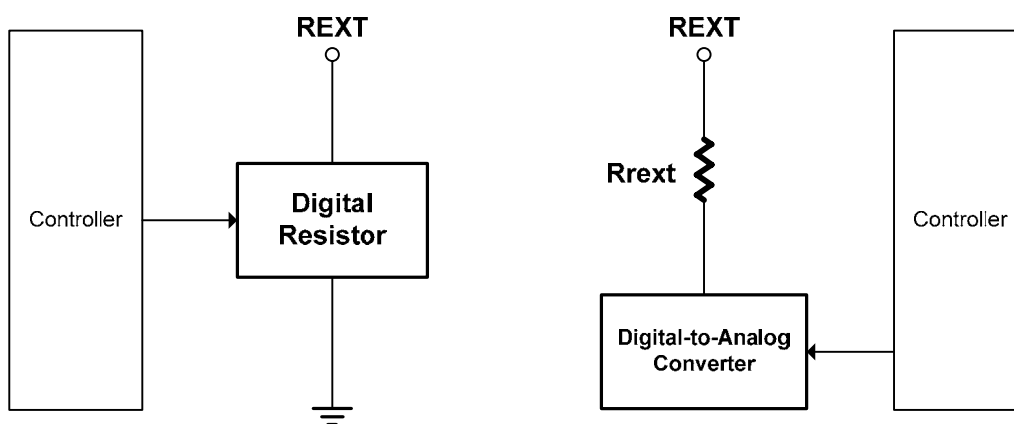 REXT
Controller
Digital
Resistor
REXT
Rrext
Digital-to-Analog
Converter
Controller